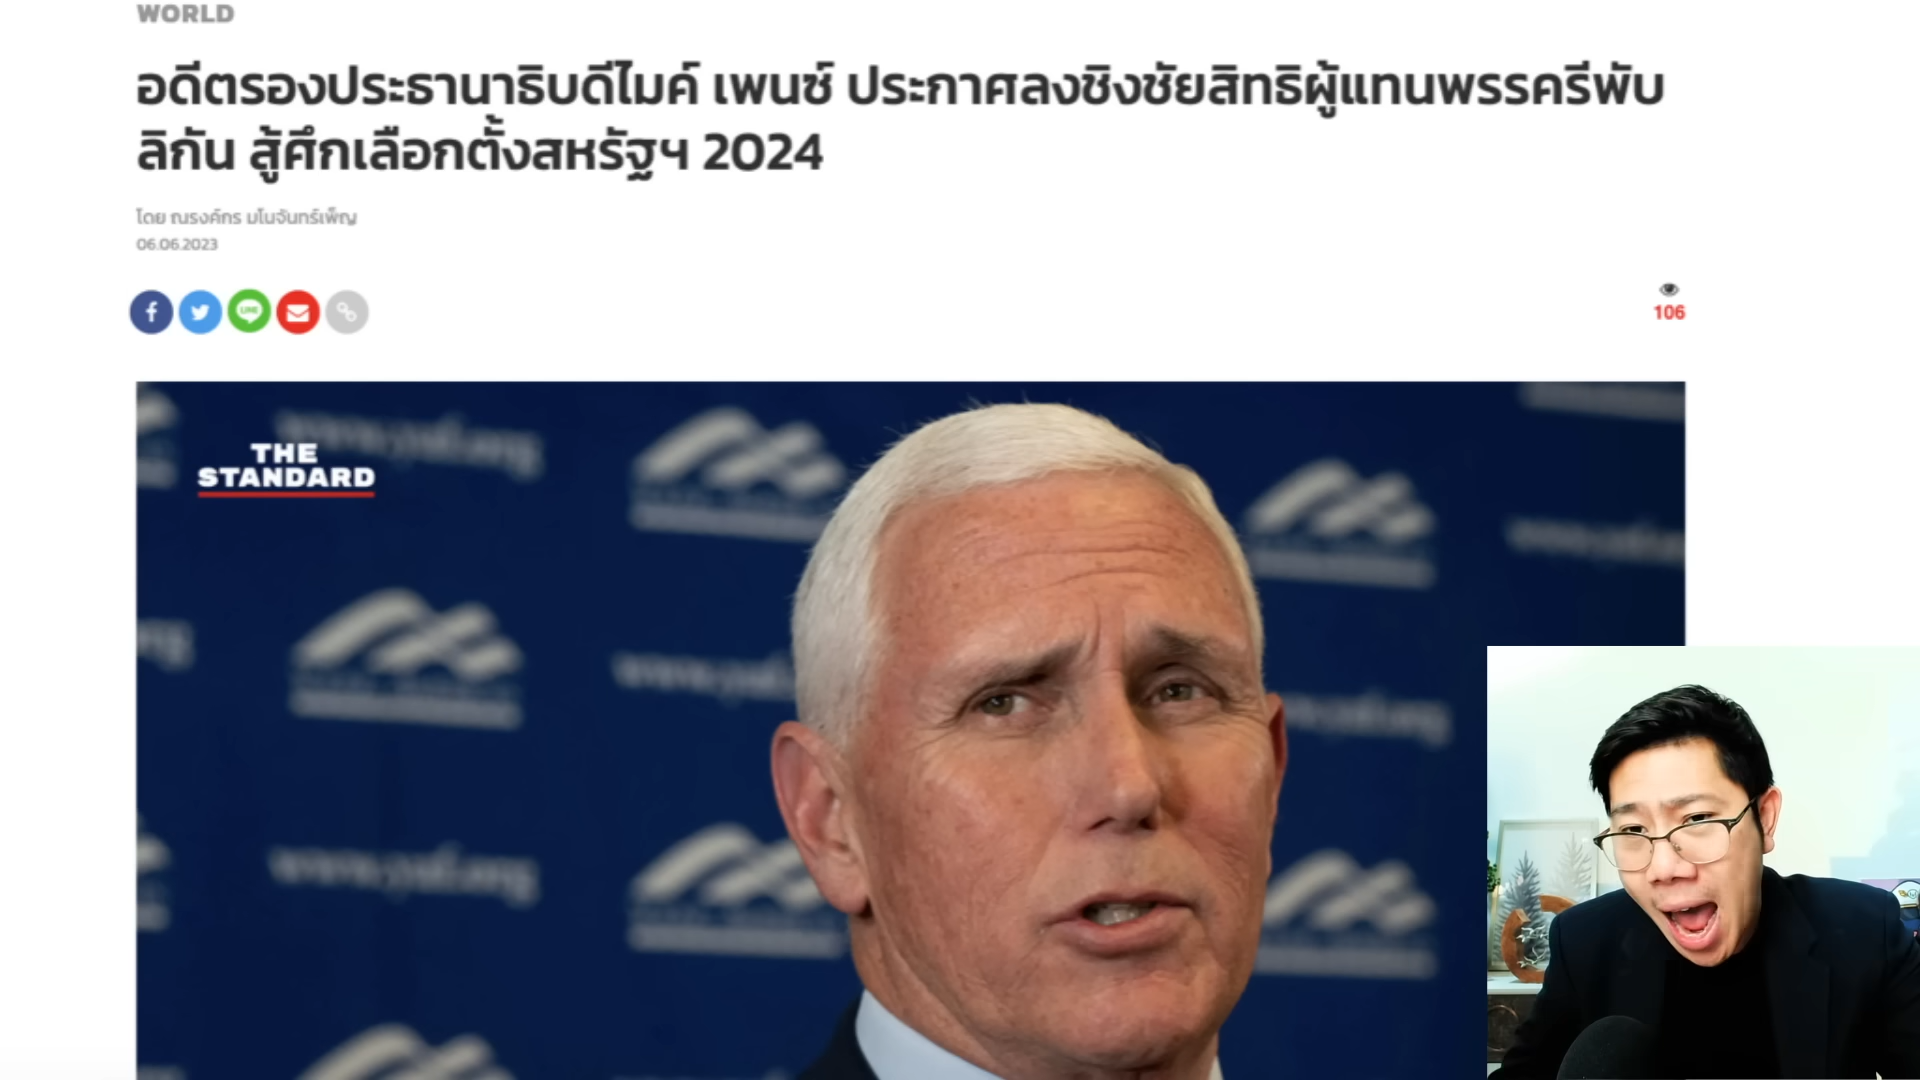 WORLD
อดีตรองประธานาธิบดีไมค์ เพนซ์ ประกาศลงชิงชัยสิทธิผู้แทนพรรครีพับ
ลิกัน สู้ศึกเลือกตั้งสหรัฐฯ 2024
โดย ณรงค์กร มโนจันทร์เพ็ญ
06.06.2023
106
THE
STANDARD